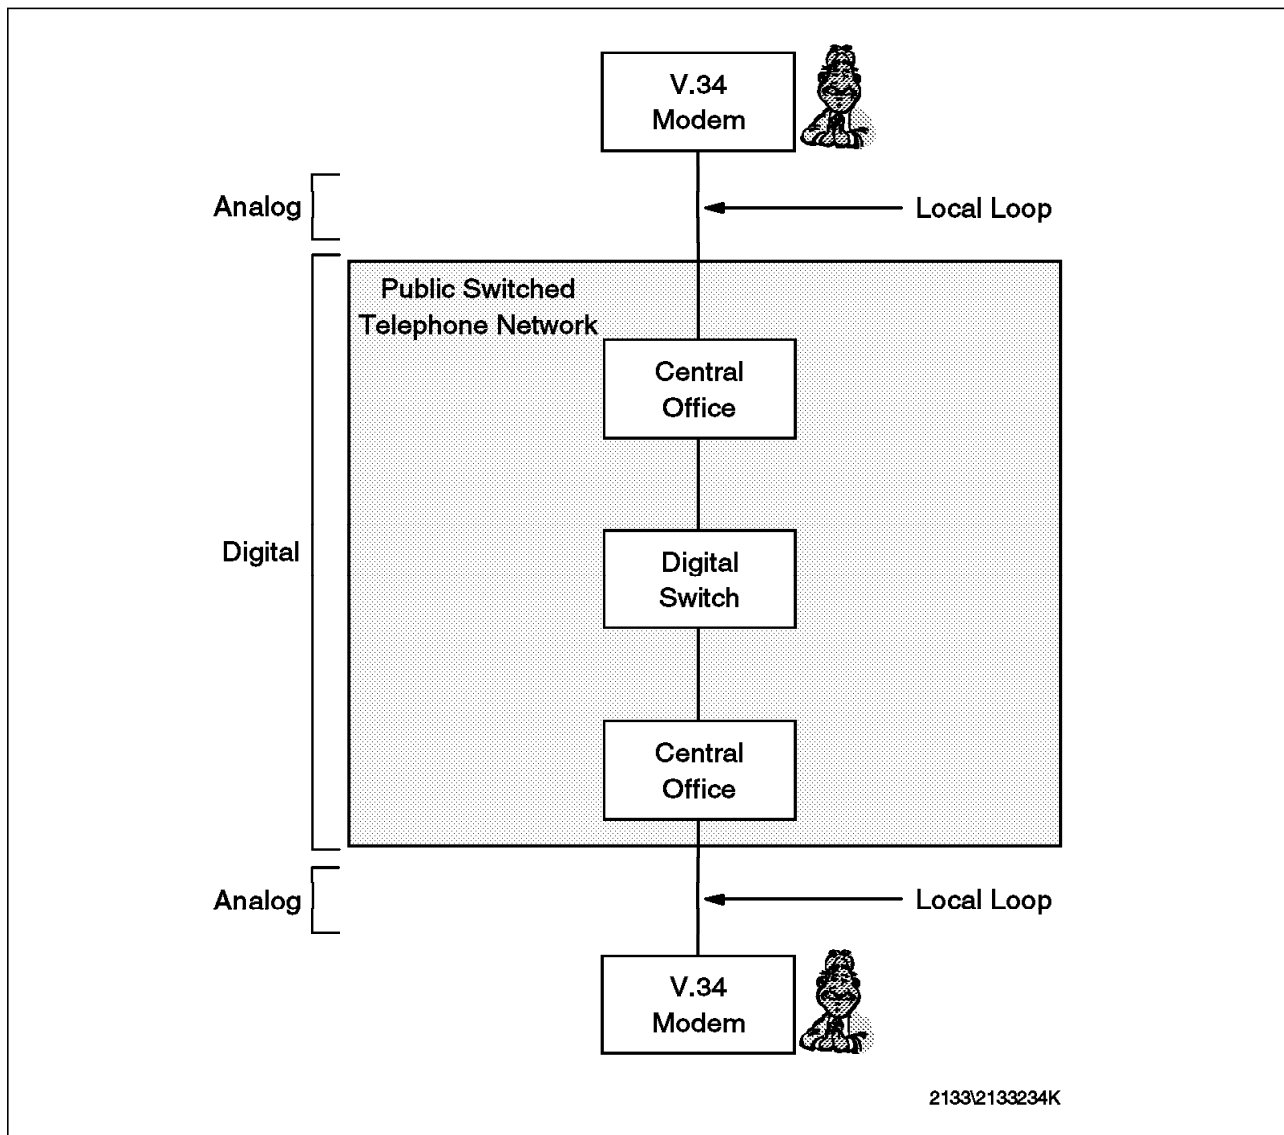 V.34
Modem
Analog
Local Loop
Public Switched
Telephone Network
Central
Office
Digital
Digital
Switch
Central
Office
Analog
Local Loop
V.34
Modem
2133\2133234K